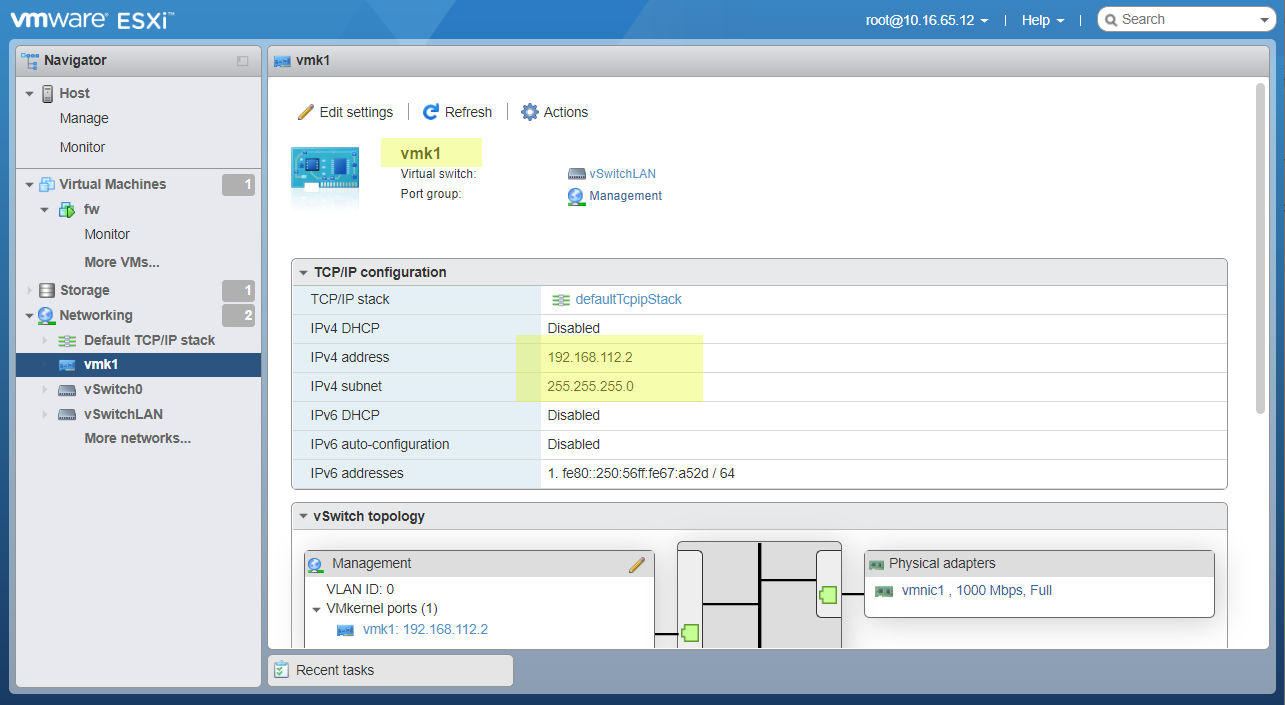 vmware ESXi™
root@10.16.65.12 | Help | Search
Navigator
Host
Manage
Monitor
Virtual Machines 1
fw
Monitor
More VMs...
Storage 1
Networking 2
Default TCP/IP stack
vmk1
vSwitch0
vSwitchLAN
More networks...
vmk1
Edit settings | Refresh | Actions
vmk1
Virtual switch: vSwitchLAN
Port group: Management
TCP/IP configuration
TCP/IP stack defaultTcpipStack
IPv4 DHCP Disabled
IPv4 address 192.168.112.2
IPv4 subnet 255.255.255.0
IPv6 DHCP Disabled
IPv6 auto-configuration Disabled
IPv6 addresses 1. fe80::250:56ff:fe67:a52d / 64
vSwitch topology
Management
VLAN ID: 0
VMkernel ports (1)
vmk1: 192.168.112.2
Physical adapters
vmnic1 , 1000 Mbps, Full
Recent tasks